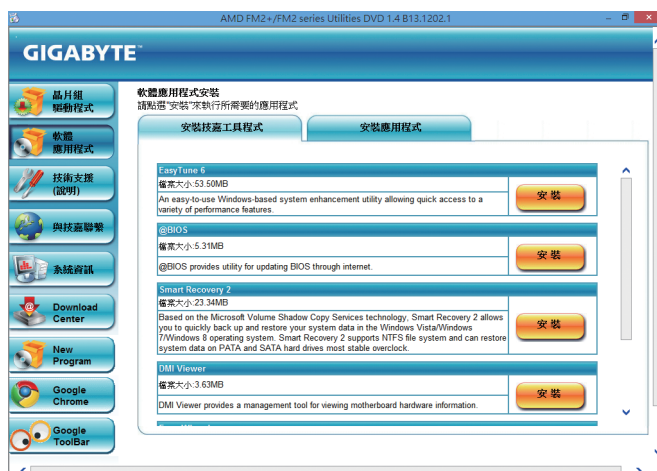 AMD FM2+/FM2 series Utilities DVD 1.4 B13.1202.1
GIGABYTE™
晶片組
驅動程式
軟體
應用程式
技術支援
(說明)
與技嘉聯繫
系統資訊
Download
Center
New
Program
Google
Chrome
Google
ToolBar
軟體應用程式安裝
請點選"安裝"來執行所需要的應用程式
安裝技嘉工具程式
安裝應用程式
EasyTune 6
檔案大小:53.50MB
An easy-to-use Windows-based system enhancement utility allowing quick access to a
variety of performance features.
安裝
@BIOS
檔案大小:5.31MB
@BIOS provides utility for updating BIOS through internet.
安裝
Smart Recovery 2
檔案大小:23.34MB
Based on the Microsoft Volume Shadow Copy Services technology, Smart Recovery 2 allows
you to quickly back up and restore your system data in the Windows Vista/Windows
7/Windows 8 operating system. Smart Recovery 2 supports NTFS file system and can restore
system data on PATA and SATA hard drives most stable overclock.
安裝
DMI Viewer
檔案大小:3.63MB
DMI Viewer provides a management tool for viewing motherboard hardware information.
安裝